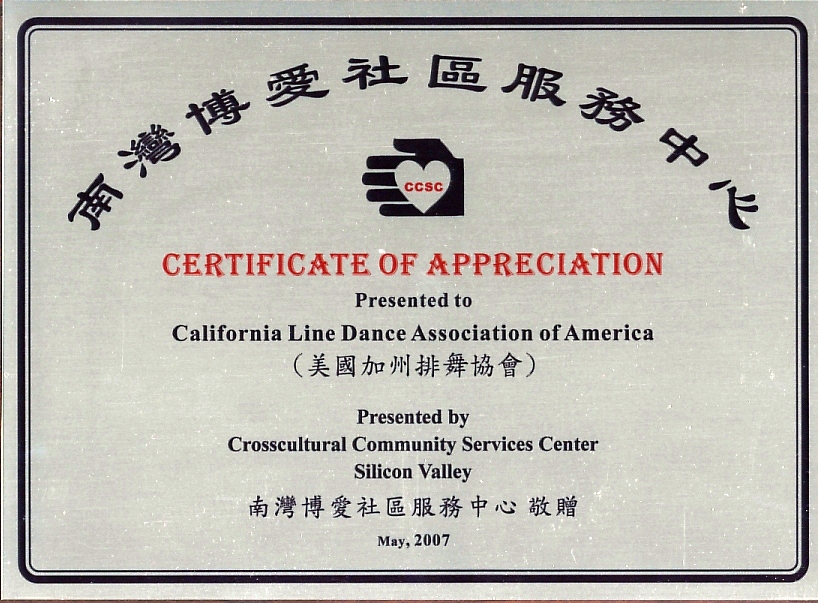 南灣博愛社區服務中心
CCSC
CERTIFICATE OF APPRECIATION
Presented to
California Line Dance Association of America
（美國加州排舞協會）
Presented by
Crosscultural Community Services Center
Silicon Valley
南灣博愛社區服務中心 敬贈
May, 2007